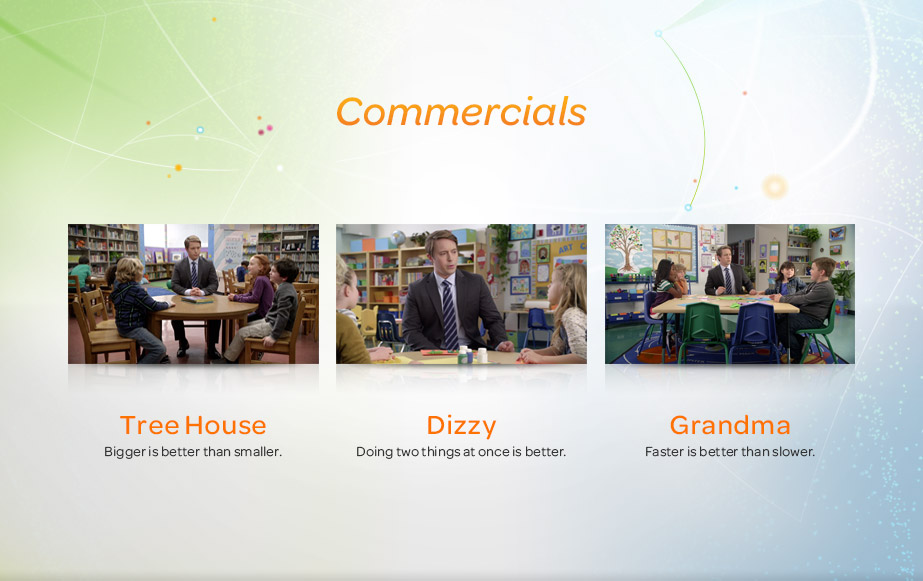 Commercials
Tree House
Bigger is better than smaller.
Dizzy
Doing two things at once is better.
Grandma
Faster is better than slower.